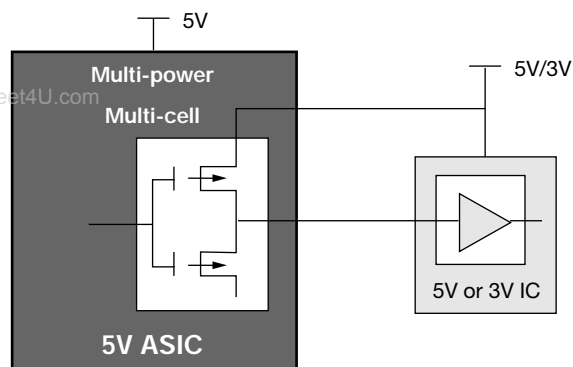 5V
Multi-power
5V/3V
eet4U.com
Multi-cell
5V or 3V IC
5V ASIC